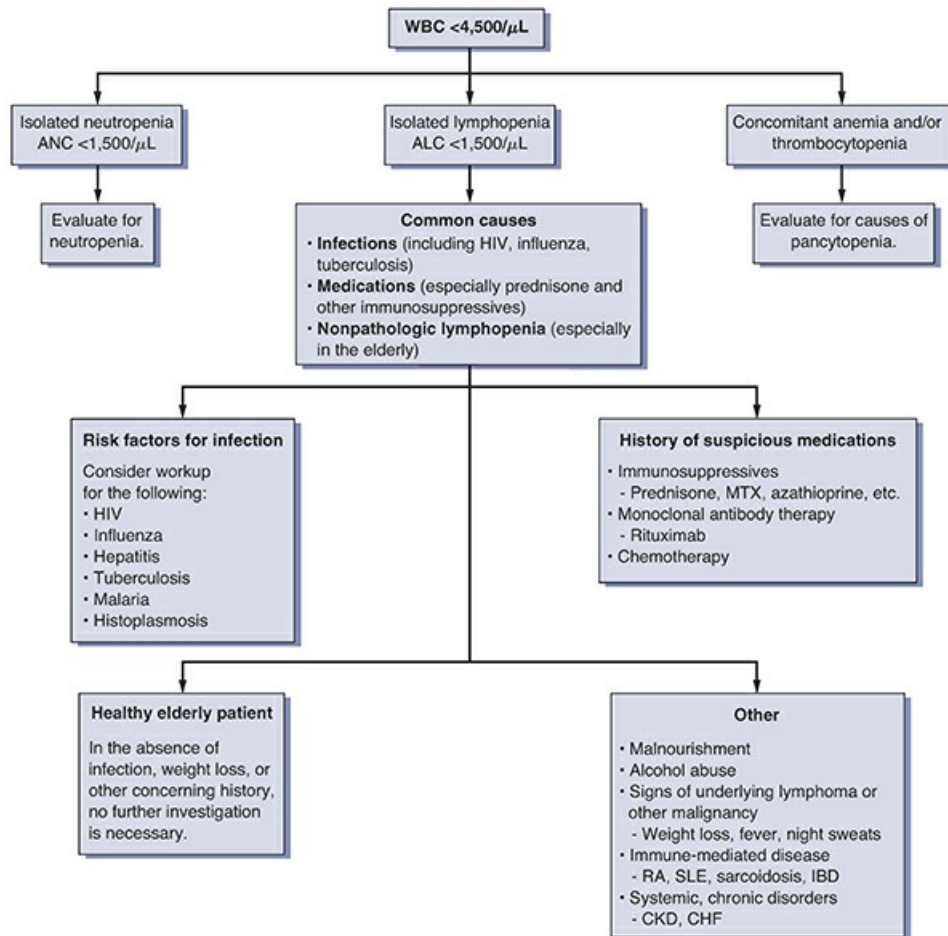 WBC <4,500/μL
Isolated neutropenia
ANC <1,500/μL
Isolated lymphopenia
ALC <1,500/μL
Concomitant anemia and/or
thrombocytopenia
Evaluate for
neutropenia.
Common causes
• Infections (including HIV, influenza,
tuberculosis)
• Medications (especially prednisone and
other immunosuppressives)
• Nonpathologic lymphopenia (especially
in the elderly)
Evaluate for causes of
pancytopenia.
Risk factors for infection
Consider workup
for the following:
• HIV
• Influenza
• Hepatitis
• Tuberculosis
• Malaria
• Histoplasmosis
History of suspicious medications
• Immunosuppressives
- Prednisone, MTX, azathioprine, etc.
• Monoclonal antibody therapy
- Rituximab
• Chemotherapy
Healthy elderly patient
In the absence of
infection, weight loss, or
other concerning history,
no further investigation
is necessary.
Other
• Malnourishment
• Alcohol abuse
• Signs of underlying lymphoma or
other malignancy
- Weight loss, fever, night sweats
• Immune-mediated disease
- RA, SLE, sarcoidosis, IBD
• Systemic, chronic disorders
- CKD, CHF